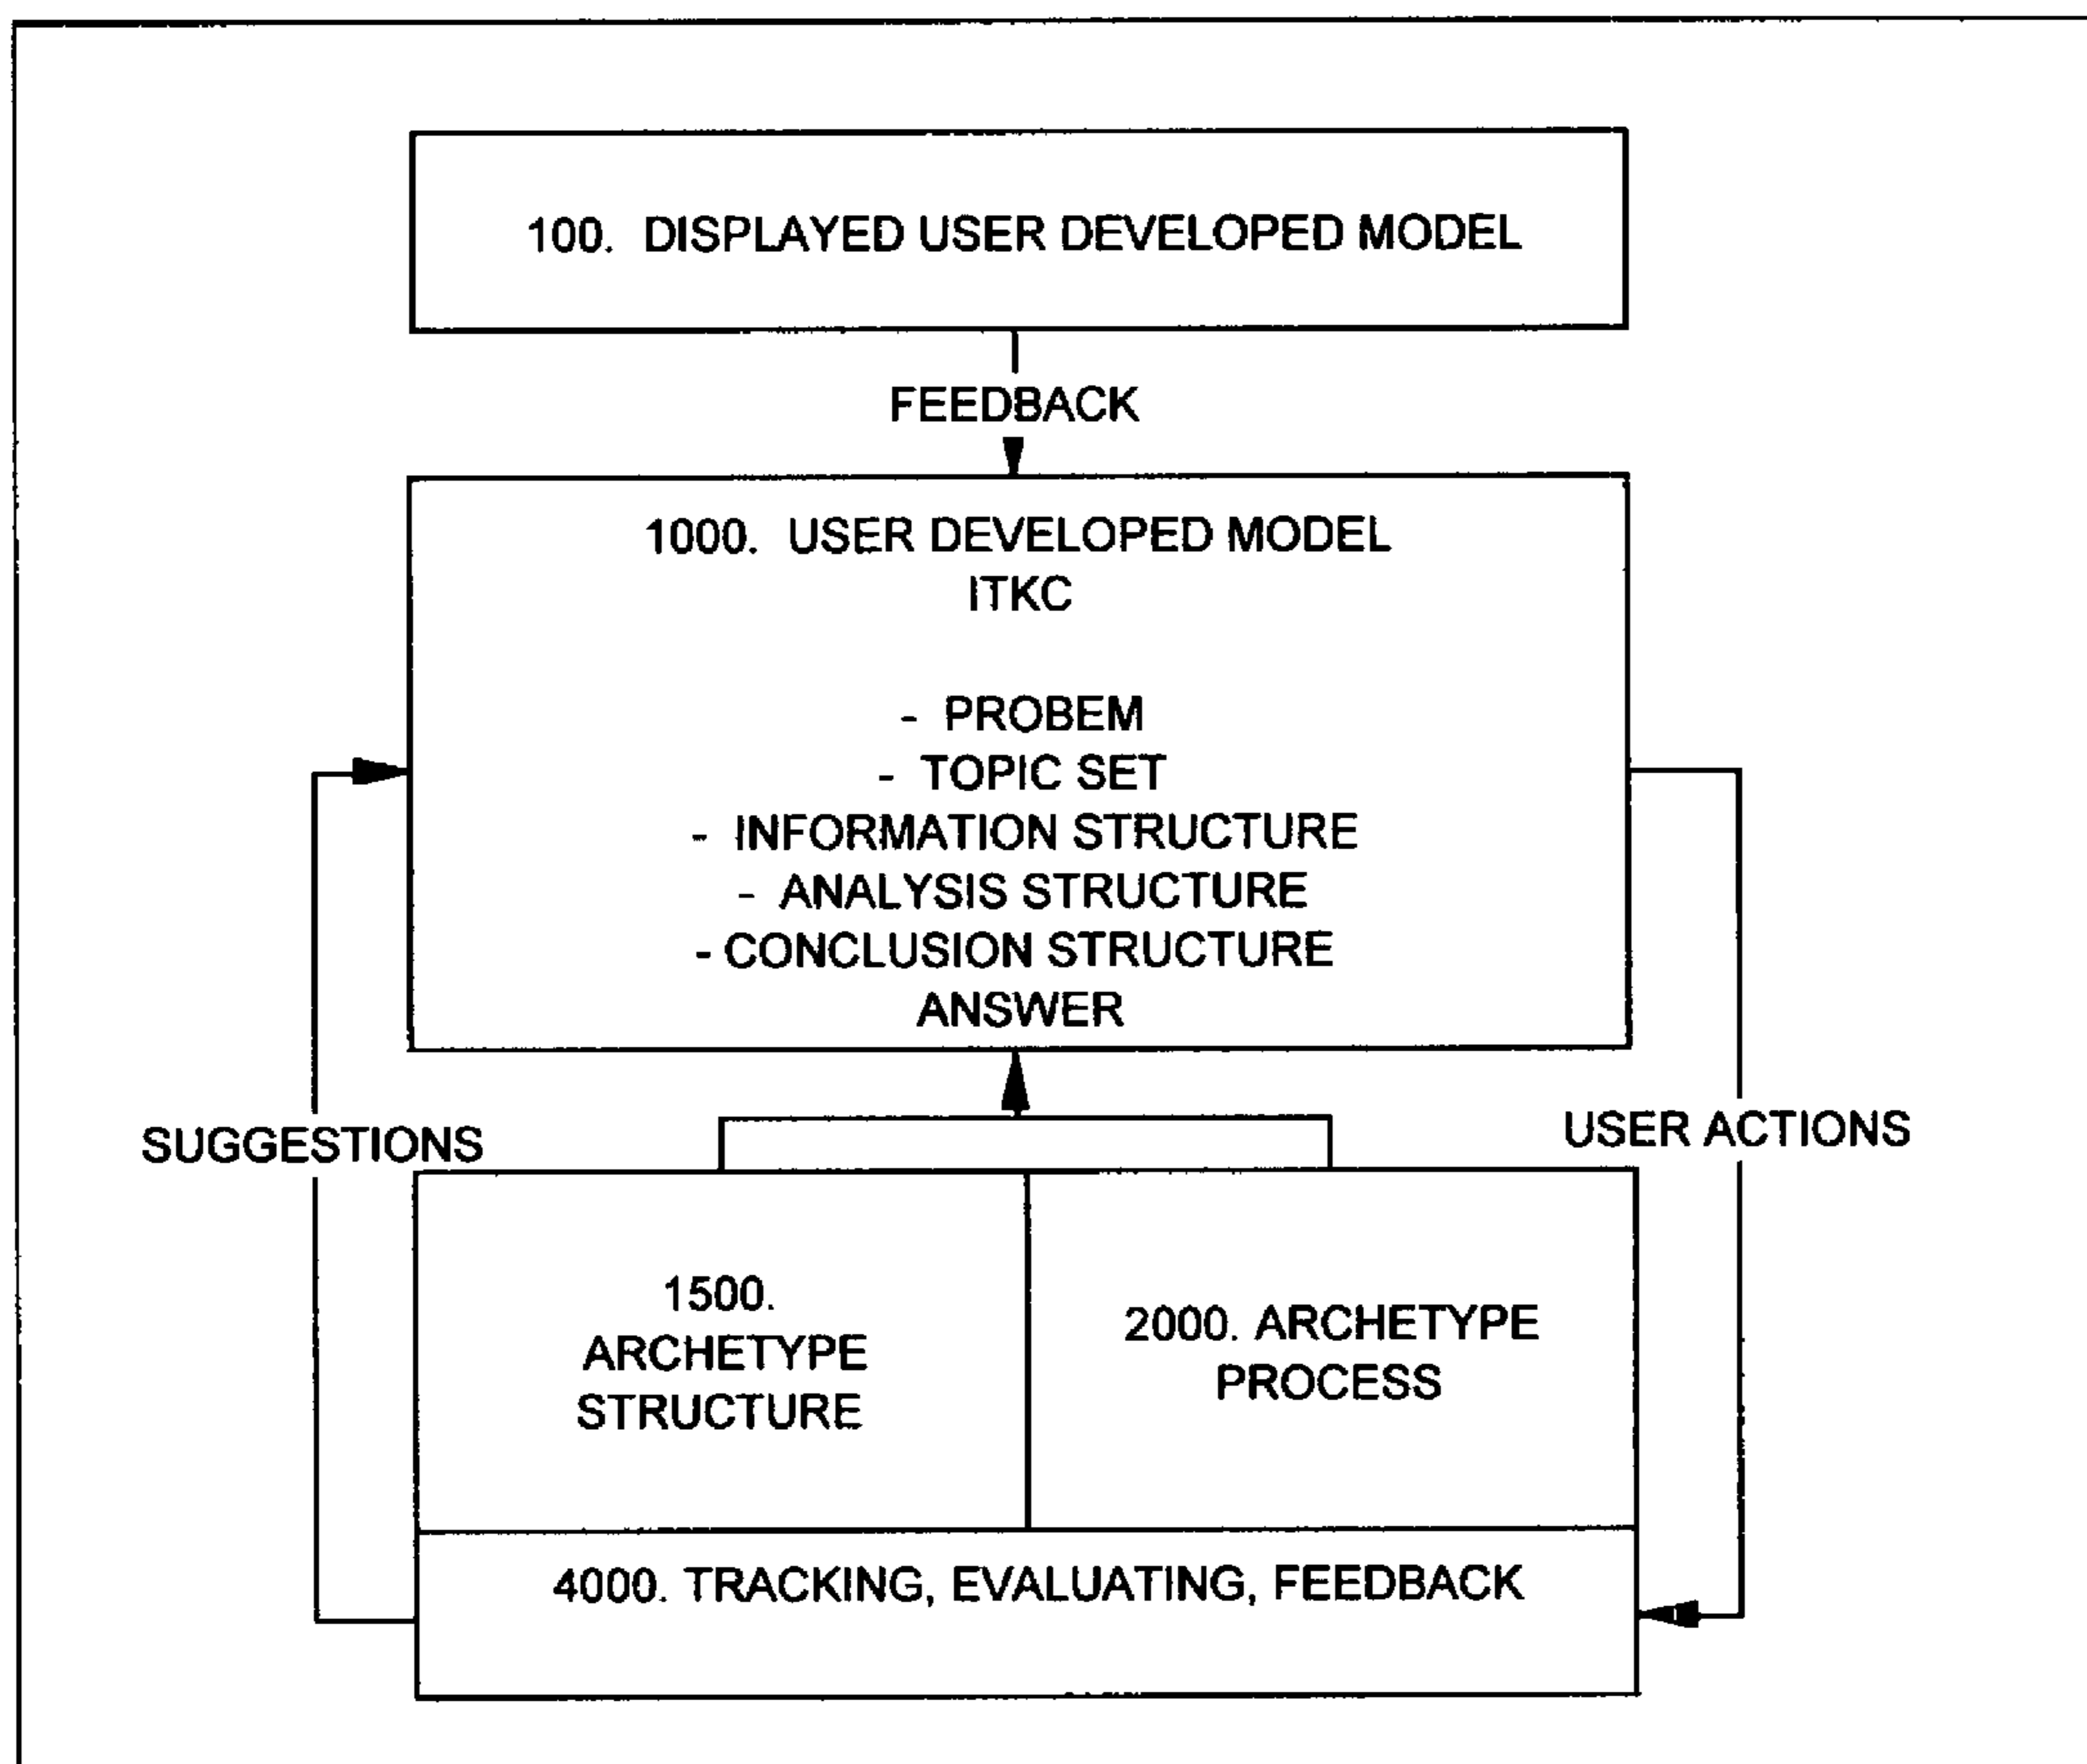 100. DISPLAYED USER DEVELOPED MODEL
FEEDBACK
1000. USER DEVELOPED MODEL
ITKC
- PROBEM
- TOPIC SET
- INFORMATION STRUCTURE
- ANALYSIS STRUCTURE
- CONCLUSION STRUCTURE
ANSWER
SUGGESTIONS
USER ACTIONS
1500.
ARCHETYPE
STRUCTURE
2000. ARCHETYPE
PROCESS
4000. TRACKING, EVALUATING, FEEDBACK